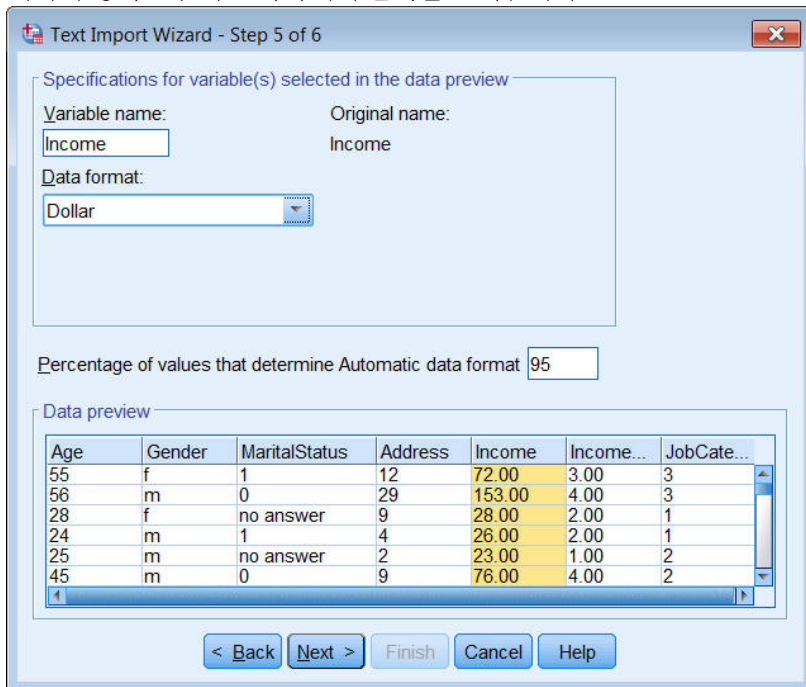 Text Import Wizard - Step 5 of 6
Specifications for variable(s) selected in the data preview
Variable name: Original name:
Income Income
Data format:
Dollar
Percentage of values that determine Automatic data format 95
Data preview
Age Gender MaritalStatus Address Income Income... JobCate...
55 f 1 12 72.00 3.00 3
56 m 0 29 153.00 4.00 3
28 f no answer 9 28.00 2.00 1
24 m 1 4 26.00 2.00 1
25 m no answer 2 23.00 1.00 2
45 m 0 9 76.00 4.00 2
< Back Next > Finish Cancel Help